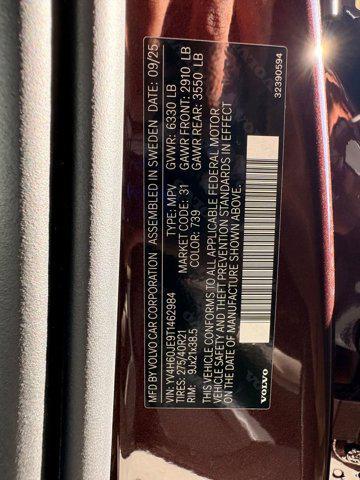 MFD BY VOLVO CAR CORPORATION ASSEMBLED IN SWEDEN DATE: 09/25
VIN: YV4H60JE9T1462984 TYPE: MPV GVWR: 6330 LB
TIRES: 275/40R21 MARKET CODE: 31 GAWR FRONT: 2910 LB
RIM: 9Jx21x38.5 COLOR: 739 GAWR REAR: 3550 LB
THIS VEHICLE CONFORMS TO ALL APPLICABLE FEDERAL MOTOR
VEHICLE SAFETY AND THEFT PREVENTION STANDARDS IN EFFECT
ON THE DATE OF MANUFACTURE SHOWN ABOVE.
VOLVO 32390594